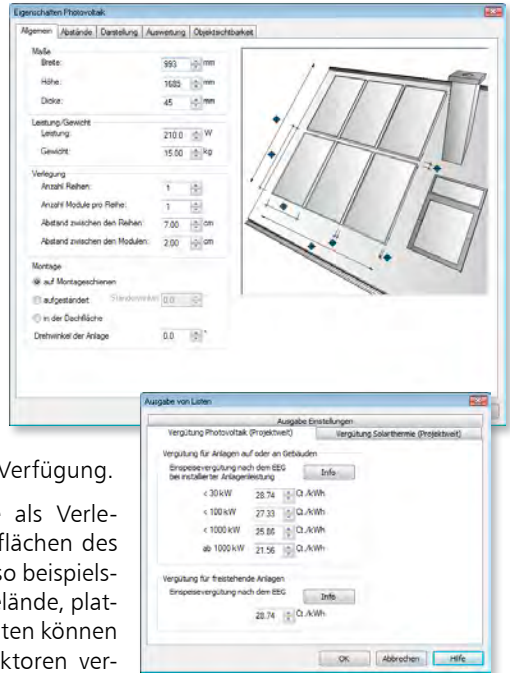 Eigenschaften Photovoltaik
Allgemein Abstände Darstellung Auswertung Objektsichtbarkeit
Maße
Breite: 993 mm
Höhe: 1685 mm
Dicke: 45 mm
Leistung/Gewicht
Leistung: 210.0 W
Gewicht: 15.00 kg
Verlegung
Anzahl Reihen: 1
Anzahl Module pro Reihe: 1
Abstand zwischen den Reihen: 7.00 cm
Abstand zwischen den Modulen: 2.00 cm
Montage
auf Montageschienen
aufgeständert Ständerwinkel 0.0
in der Dachfläche
Drehwinkel der Anlage 0.0 °
Verfügung.
als Verle-
flächen des
so beispiels-
elände, plat-
ten können
ktoren ver-
Ausgabe von Listen
Ausgabe Einstellungen
Vergütung Photovoltaik (Projektweit) Vergütung Solarthermie (Projektweit)
Vergütung für Anlagen auf oder an Gebäuden
Einspeisevergütung nach dem EEG
bei installierter Anlagenleistung Info
< 30 kW 28.74 Ct./kWh
< 100 kW 27.33 Ct./kWh
< 1000 kW 25.86 Ct./kWh
ab 1000 kW 21.56 Ct./kWh
Vergütung für freistehende Anlagen
Einspeisevergütung nach dem EEG Info
28.74 Ct./kWh
OK Abbrechen Hilfe